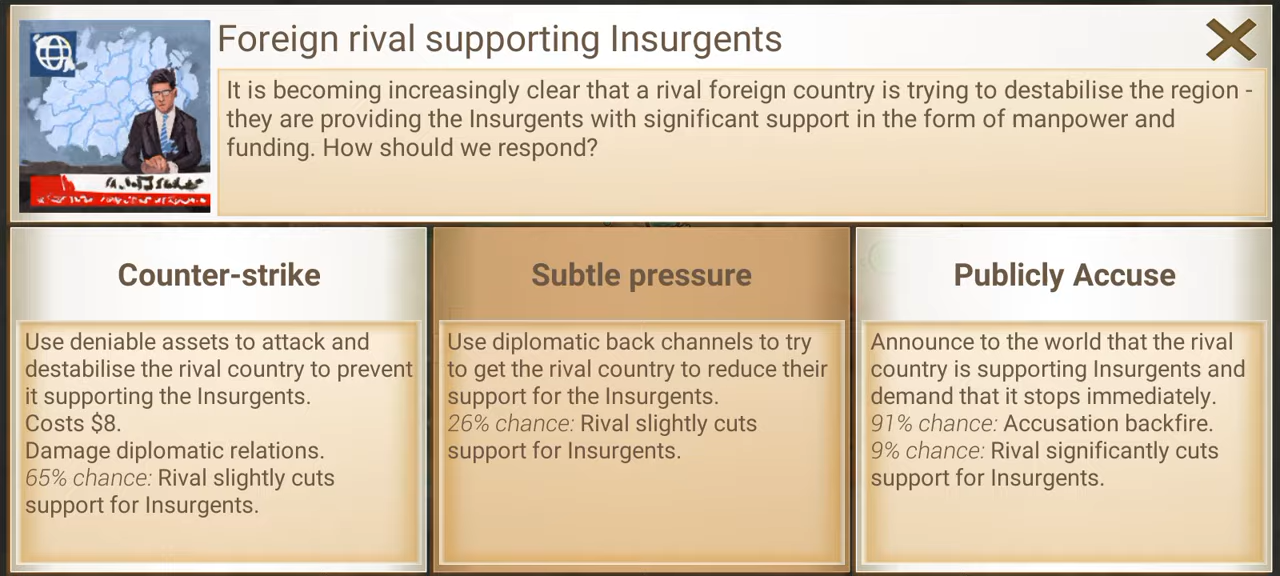 Foreign rival supporting Insurgents
It is becoming increasingly clear that a rival foreign country is trying to destabilise the region -
they are providing the Insurgents with significant support in the form of manpower and
funding. How should we respond?
Counter-strike
Use deniable assets to attack and
destabilise the rival country to prevent
it supporting the Insurgents.
Costs $8.
Damage diplomatic relations.
65% chance: Rival slightly cuts
support for Insurgents.
Subtle pressure
Use diplomatic back channels to try
to get the rival country to reduce their
support for the Insurgents.
26% chance: Rival slightly cuts
support for Insurgents.
Publicly Accuse
Announce to the world that the rival
country is supporting Insurgents and
demand that it stops immediately.
91% chance: Accusation backfire.
9% chance: Rival significantly cuts
support for Insurgents.